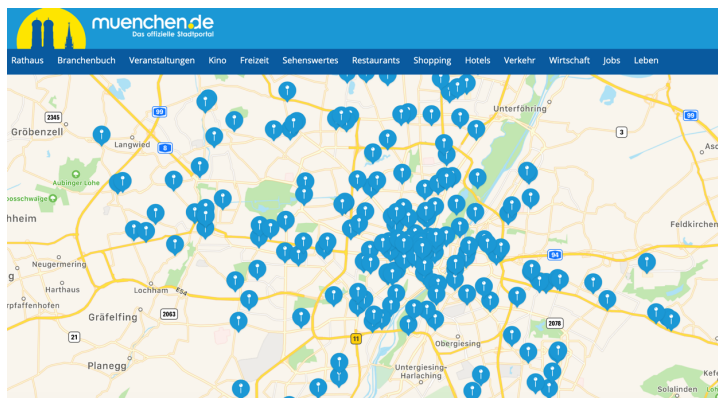 muenchen.de
Das offizielle Stadtportal
Rathaus Branchenbuch Veranstaltungen Kino Freizeit Sehenswertes Restaurants Shopping Hotels Verkehr Wirtschaft Jobs Leben
99
Unterföhring
99
2345
Gröbenzell
3
Langwied
8
Aubinger Lohe
hheim
Feldkirchen
94
Neugermering
g
Harthaus
Lochham
E54
rpfaffenhofen
Gräfelfing
2063
2078
21
11
Obergiesing
Planegg
Untergiesing-
Harlaching
Solalinden